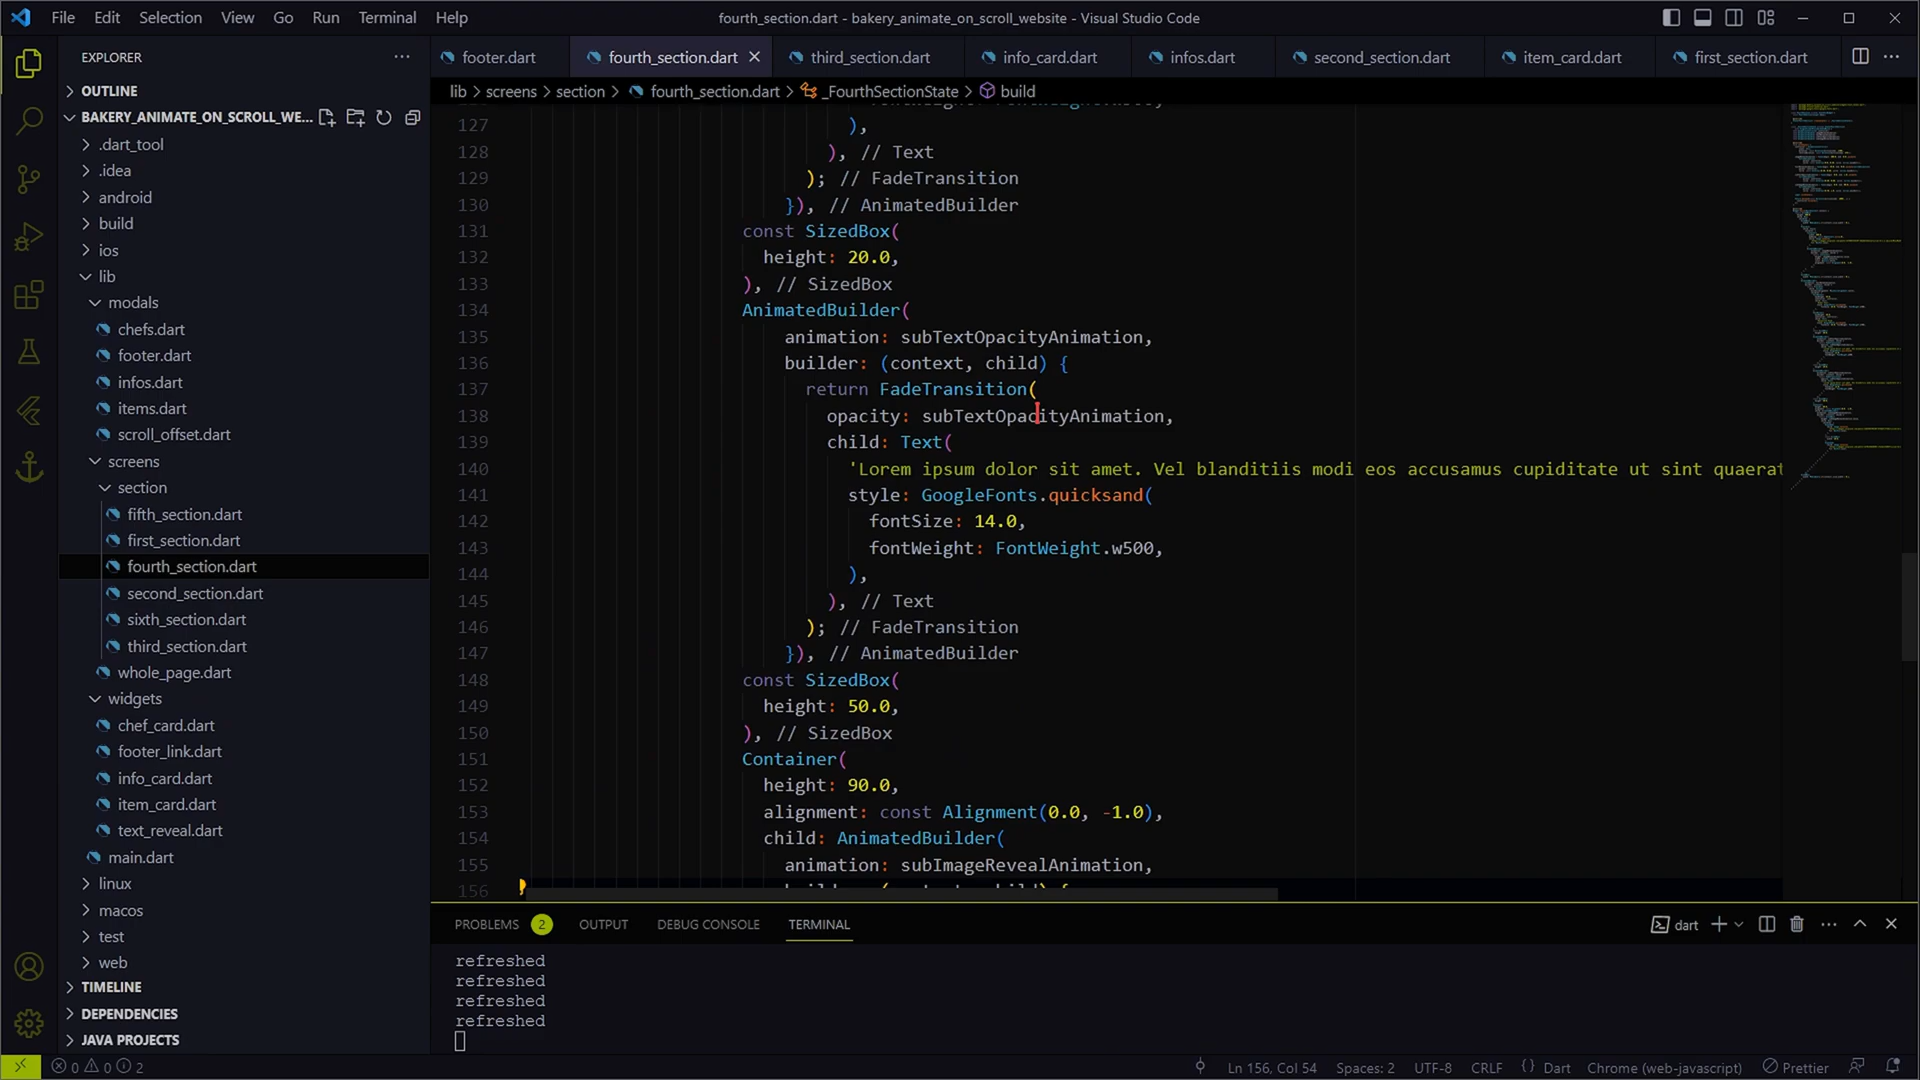 File Edit Selection View Go Run Terminal Help
fourth_section.dart - bakery_animate_on_scroll_website - Visual Studio Code
EXPLORER
OUTLINE
BAKERY_ANIMATE_ON_SCROLL_WE...
.dart_tool
.idea
android
build
ios
lib
modals
chefs.dart
footer.dart
infos.dart
items.dart
scroll_offset.dart
screens
section
fifth_section.dart
first_section.dart
fourth_section.dart
second_section.dart
sixth_section.dart
third_section.dart
whole_page.dart
widgets
chef_card.dart
footer_link.dart
info_card.dart
item_card.dart
text_reveal.dart
main.dart
linux
macos
test
web
TIMELINE
DEPENDENCIES
JAVA PROJECTS
footer.dart fourth_section.dart third_section.dart info_card.dart infos.dart second_section.dart item_card.dart first_section.dart
lib > screens > section > fourth_section.dart > _FourthSectionState > build
127 ),
128 ), // Text
129 ); // FadeTransition
130 }), // AnimatedBuilder
131 const SizedBox(
132 height: 20.0,
133 ), // SizedBox
134 AnimatedBuilder(
135 animation: subTextOpacityAnimation,
136 builder: (context, child) {
137 return FadeTransition(
138 opacity: subTextOpacityAnimation,
139 child: Text(
140 'Lorem ipsum dolor sit amet. Vel blanditiis modi eos accusamus cupiditate ut sint quaerat
141 style: GoogleFonts.quicksand(
142 fontSize: 14.0,
143 fontWeight: FontWeight.w500,
144 ),
145 ), // Text
146 ); // FadeTransition
147 }), // AnimatedBuilder
148 const SizedBox(
149 height: 50.0,
150 ), // SizedBox
151 Container(
152 height: 90.0,
153 alignment: const Alignment(0.0, -1.0),
154 child: AnimatedBuilder(
155 animation: subImageRevealAnimation,
156
PROBLEMS 2 OUTPUT DEBUG CONSOLE TERMINAL
dart
refreshed
refreshed
refreshed
refreshed
0 0 2
Ln 156, Col 54 Spaces: 2 UTF-8 CRLF {} Dart Chrome (web-javascript) Prettier